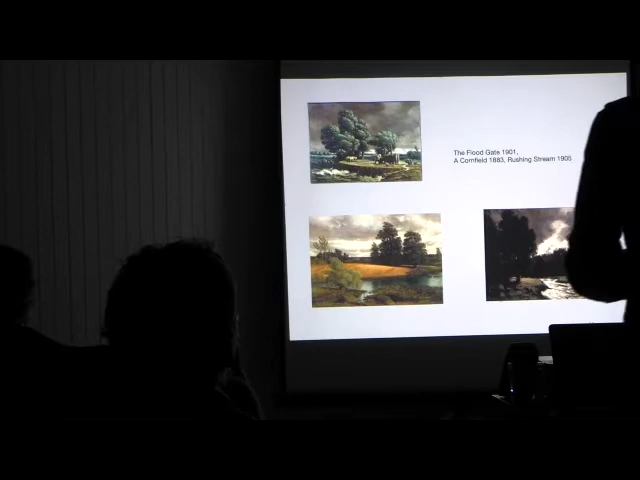 The Flood Gate 1901,
A Cornfield 1883, Rushing Stream 1905